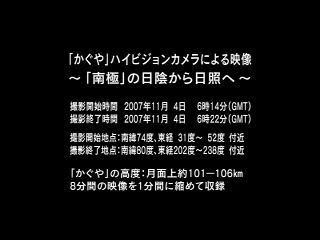 「かぐや」ハイビジョンカメラによる映像
～「南極」の日陰から日照へ～
撮影開始時間 2007年11月 4日 6時14分(GMT)
撮影終了時間 2007年11月 4日 6時22分(GMT)
撮影開始地点：南緯74度、東経 31度～ 52度 付近
撮影終了地点：南緯80度、東経202度～238度 付近
「かぐや」の高度：月面上約101－106km
8分間の映像を1分間に縮めて収録